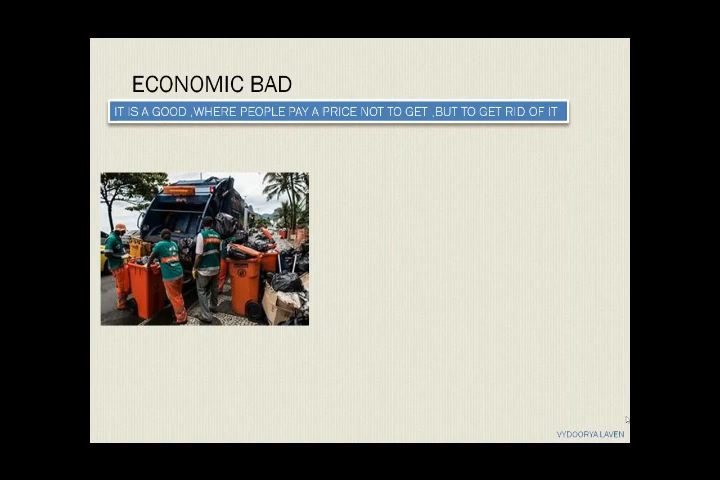 ECONOMIC BAD
IT IS A GOOD ,WHERE PEOPLE PAY A PRICE NOT TO GET ,BUT TO GET RID OF IT
VYDOORYA LAVEN